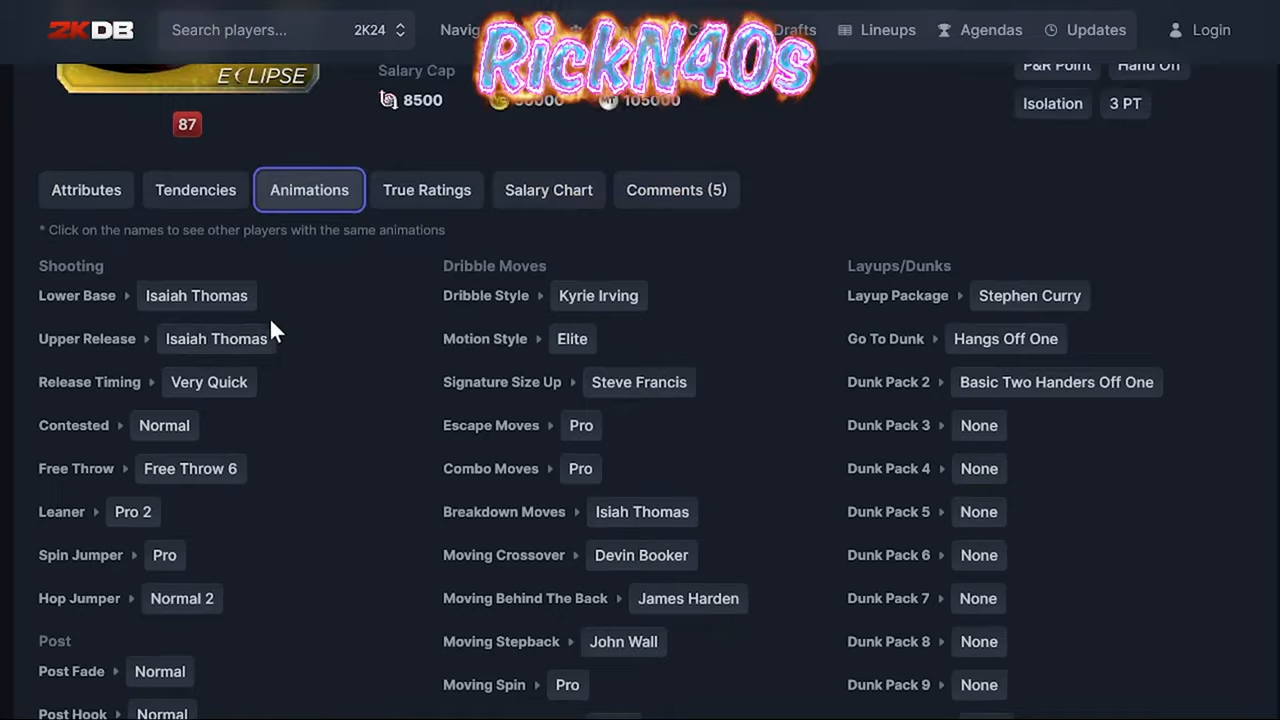 2KDB
Search players...
2K24
Navig
Drafts
Lineups
Agendas
Updates
Login
RickN40s
ECLIPSE
87
Salary Cap
8500
105000
P&R Point
Hand Off
Isolation
3 PT
Attributes
Tendencies
Animations
True Ratings
Salary Chart
Comments (5)
* Click on the names to see other players with the same animations
Shooting
Lower Base Isaiah Thomas
Upper Release Isaiah Thomas
Release Timing Very Quick
Contested Normal
Free Throw Free Throw 6
Leaner Pro 2
Spin Jumper Pro
Hop Jumper Normal 2
Post
Post Fade Normal
Post Hook Normal
Dribble Moves
Dribble Style Kyrie Irving
Motion Style Elite
Signature Size Up Steve Francis
Escape Moves Pro
Combo Moves Pro
Breakdown Moves Isiah Thomas
Moving Crossover Devin Booker
Moving Behind The Back James Harden
Moving Stepback John Wall
Moving Spin Pro
Layups/Dunks
Layup Package Stephen Curry
Go To Dunk Hangs Off One
Dunk Pack 2 Basic Two Handers Off One
Dunk Pack 3 None
Dunk Pack 4 None
Dunk Pack 5 None
Dunk Pack 6 None
Dunk Pack 7 None
Dunk Pack 8 None
Dunk Pack 9 None